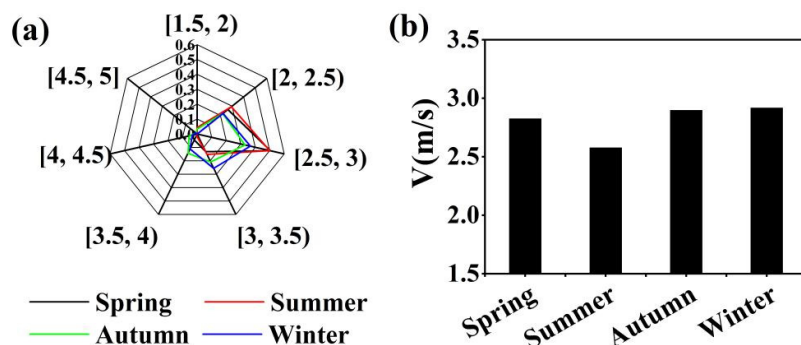 (a)
[1.5, 2)
0.6
0.5
0.4
0.3
0.2
0.1
[4.5, 5]
[2, 2.5)
[4, 4.5)
[2.5, 3)
[3.5, 4)
[3, 3.5)
Spring
Summer
Autumn
Winter
(b)
V(m/s)
3.5
3.0
2.5
2.0
1.5
Spring
Summer
Autumn
Winter